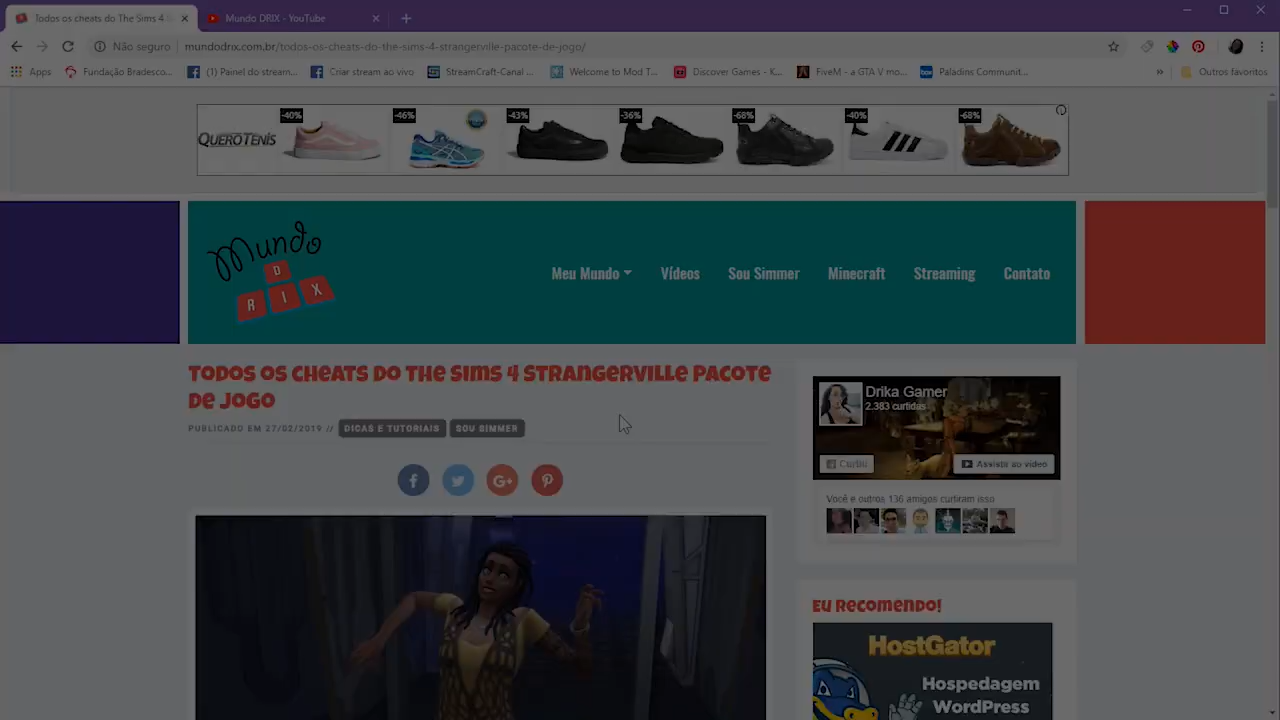 Todos os cheats do The Sims 4
Mundo DRIX - YouTube
Não seguro
mundodrix.com.br/todos-os-cheats-do-the-sims-4-strangerville-pacote-de-jogo/
Apps
Fundação Bradesco...
(1) Painel do stream...
Criar stream ao vivo
StreamCraft-Canal ...
Welcome to Mod T...
Discover Games - K...
FiveM - a GTA V mo...
Paladins Communit...
»
Outros favoritos
QUEROTENIS
-40%
-46%
-43%
-36%
-68%
-40%
-68%
Mundo
D
R I X
Meu Mundo
Vídeos
Sou Simmer
Minecraft
Streaming
Contato
Todos os cheats do The Sims 4 Strangerville Pacote
de Jogo
PUBLICADO EM 27/02/2019 //
DICAS E TUTORIAIS
SOU SIMMER
Drika Gamer
2.383 curtidas
Curtiu
Assista ao vídeo
Você e outros 136 amigos curtiram isso
Eu Recomendo!
HostGator
Hospedagem
WordPress